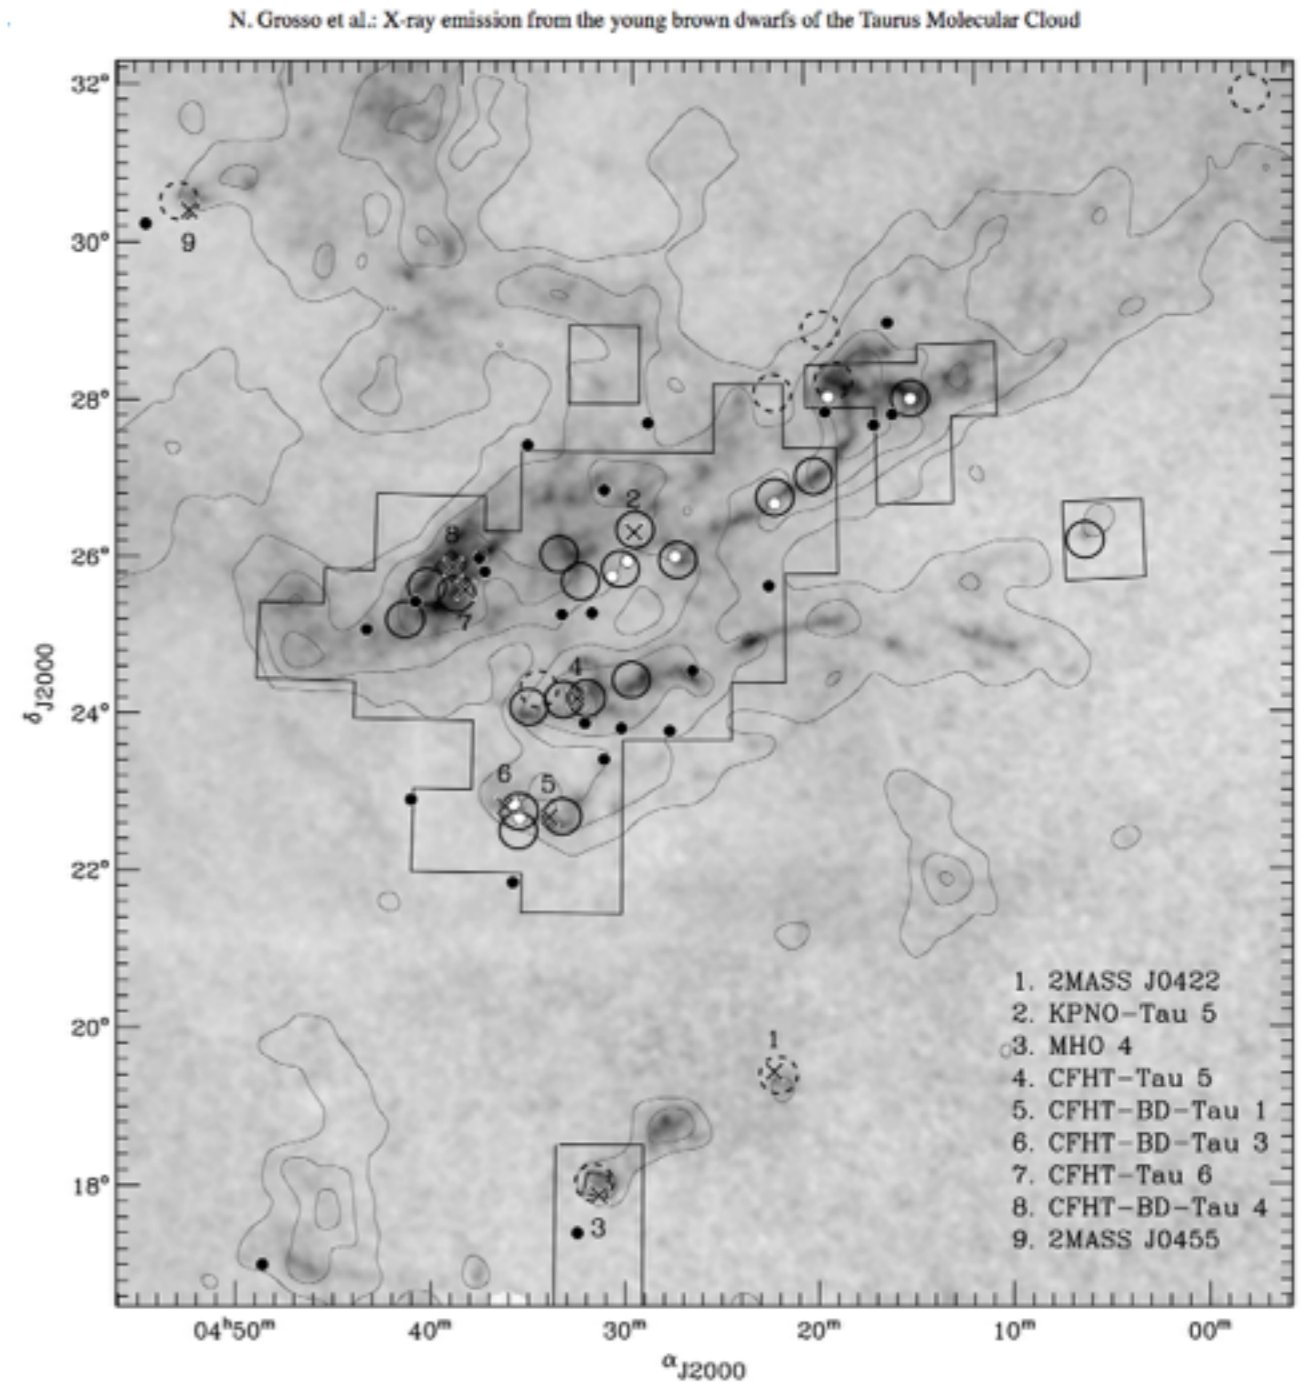 N. Grosso et al.: X-ray emission from the young brown dwarfs of the Taurus Molecular Cloud
32°
30°
28°
26°
24°
22°
20°
18°
δJ2000
9
2
8
7
4
6
5
1
3
1. 2MASS J0422
2. KPNO-Tau 5
3. MHO 4
4. CFHT-Tau 5
5. CFHT-BD-Tau 1
6. CFHT-BD-Tau 3
7. CFHT-Tau 6
8. CFHT-BD-Tau 4
9. 2MASS J0455
04ʰ50ᵐ 40ᵐ 30ᵐ 20ᵐ 10ᵐ 00ᵐ
αJ2000